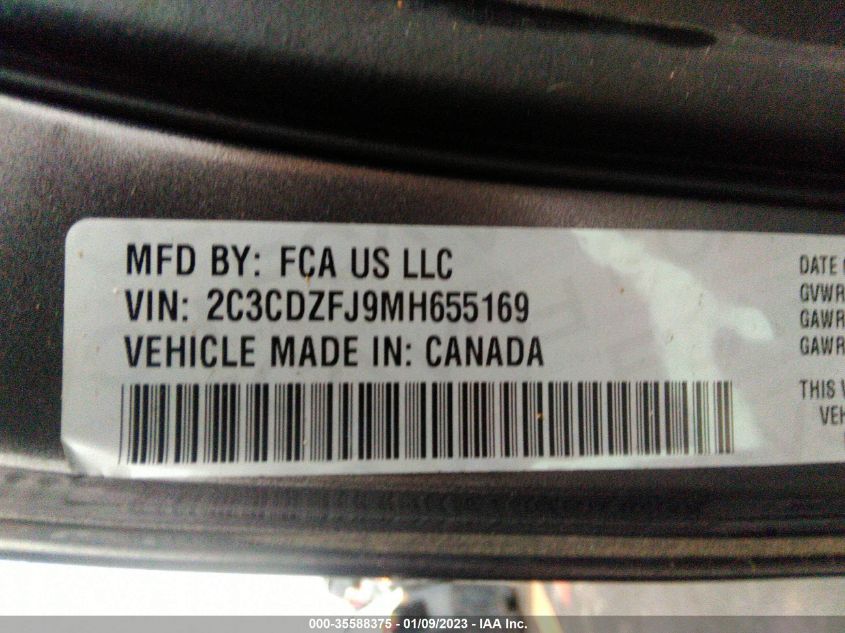 MFD BY: FCA US LLC
VIN: 2C3CDZFJ9MH655169
VEHICLE MADE IN: CANADA
DATE
GVWR
GAWR
GAWR
THIS
VEH
000-35588375 - 01/09/2023 - IAA Inc.